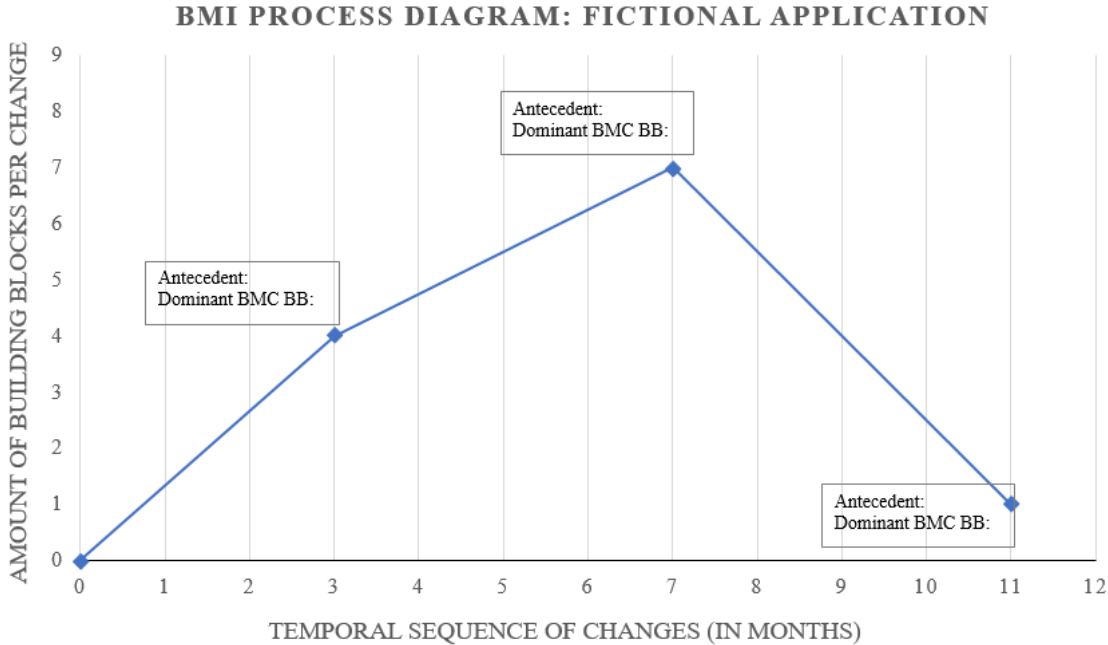 BMI PROCESS DIAGRAM: FICTIONAL APPLICATION
AMOUNT OF BUILDING BLOCKS PER CHANGE
9
8
7
6
5
4
3
2
1
0
Antecedent:
Dominant BMC BB:
Antecedent:
Dominant BMC BB:
Antecedent:
Dominant BMC BB:
0 1 2 3 4 5 6 7 8 9 10 11 12
TEMPORAL SEQUENCE OF CHANGES (IN MONTHS)